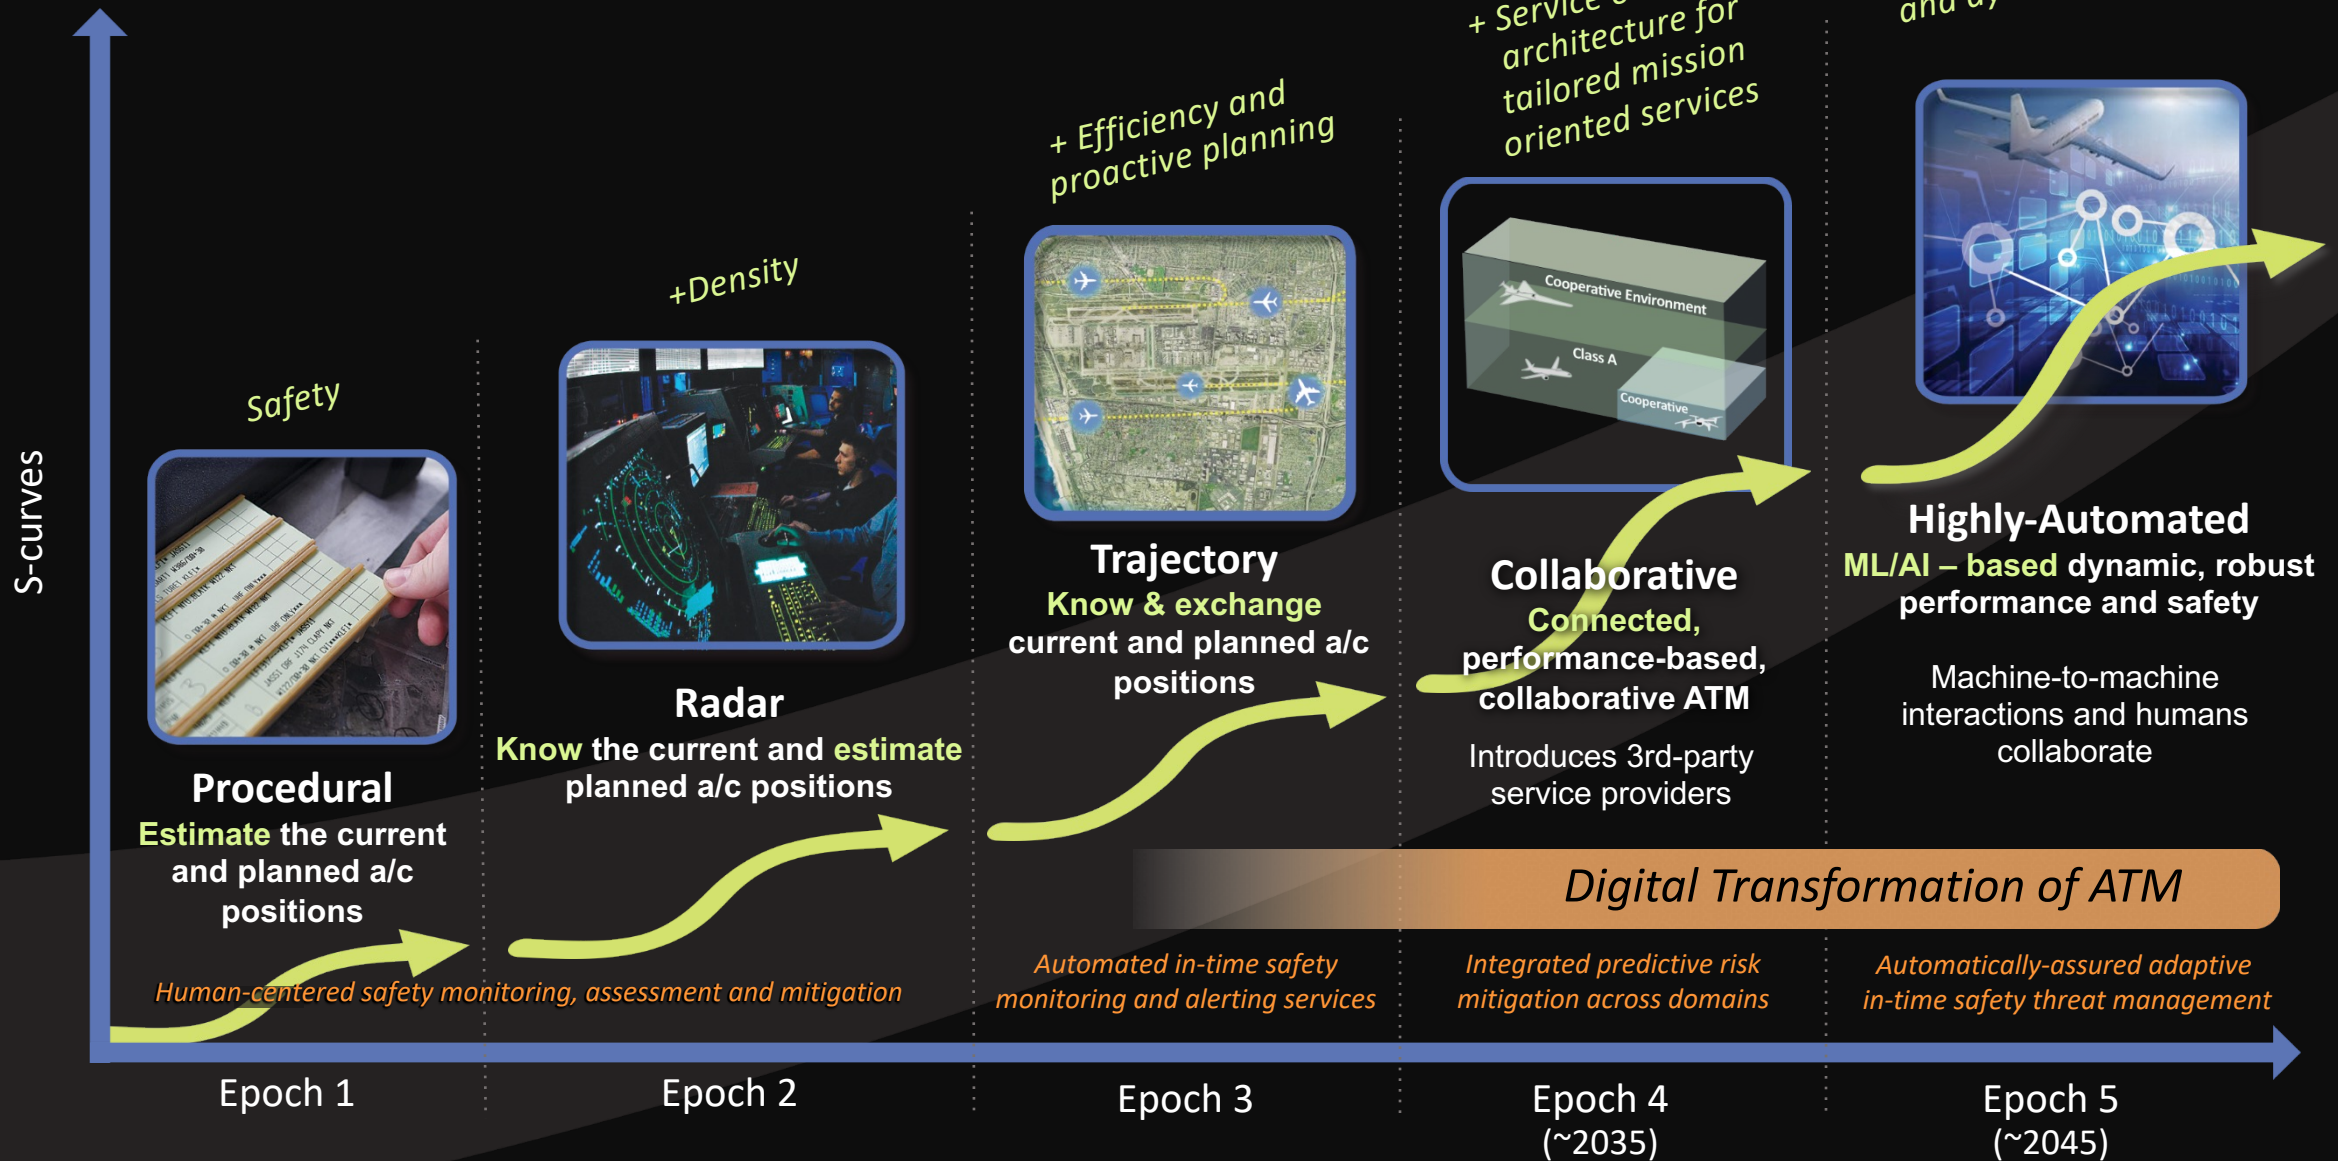 + Service
architecture for
tailored mission
oriented services
and
+ Efficiency and
proactive planning
+Density
Safety
S-curves
Cooperative Environment
Class A
Cooperative
Procedural
Estimate the current
and planned a/c
positions
Radar
Know the current and estimate
planned a/c positions
Trajectory
Know & exchange
current and planned a/c
positions
Collaborative
Connected,
performance-based,
collaborative ATM
Introduces 3rd-party
service providers
Highly-Automated
ML/AI – based dynamic, robust
performance and safety
Machine-to-machine
interactions and humans
collaborate
Digital Transformation of ATM
Human-centered safety monitoring, assessment and mitigation
Automated in-time safety
monitoring and alerting services
Integrated predictive risk
mitigation across domains
Automatically-assured adaptive
in-time safety threat management
Epoch 1
Epoch 2
Epoch 3
Epoch 4
(~2035)
Epoch 5
(~2045)